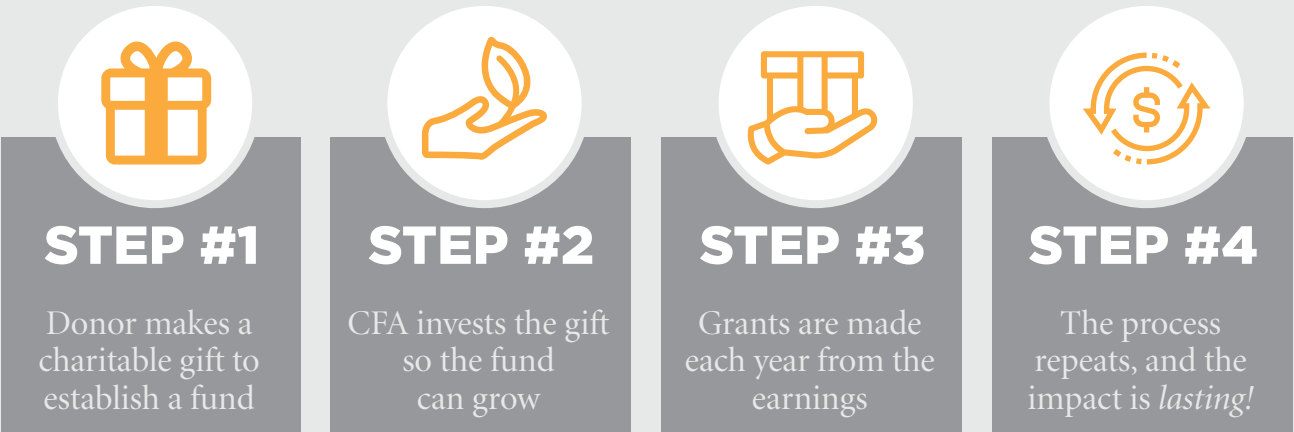 STEP #1
Donor makes a
charitable gift to
establish a fund
STEP #2
CFA invests the gift
so the fund
can grow
STEP #3
Grants are made
each year from the
earnings
$
STEP #4
The process
repeats, and the
impact is lasting!